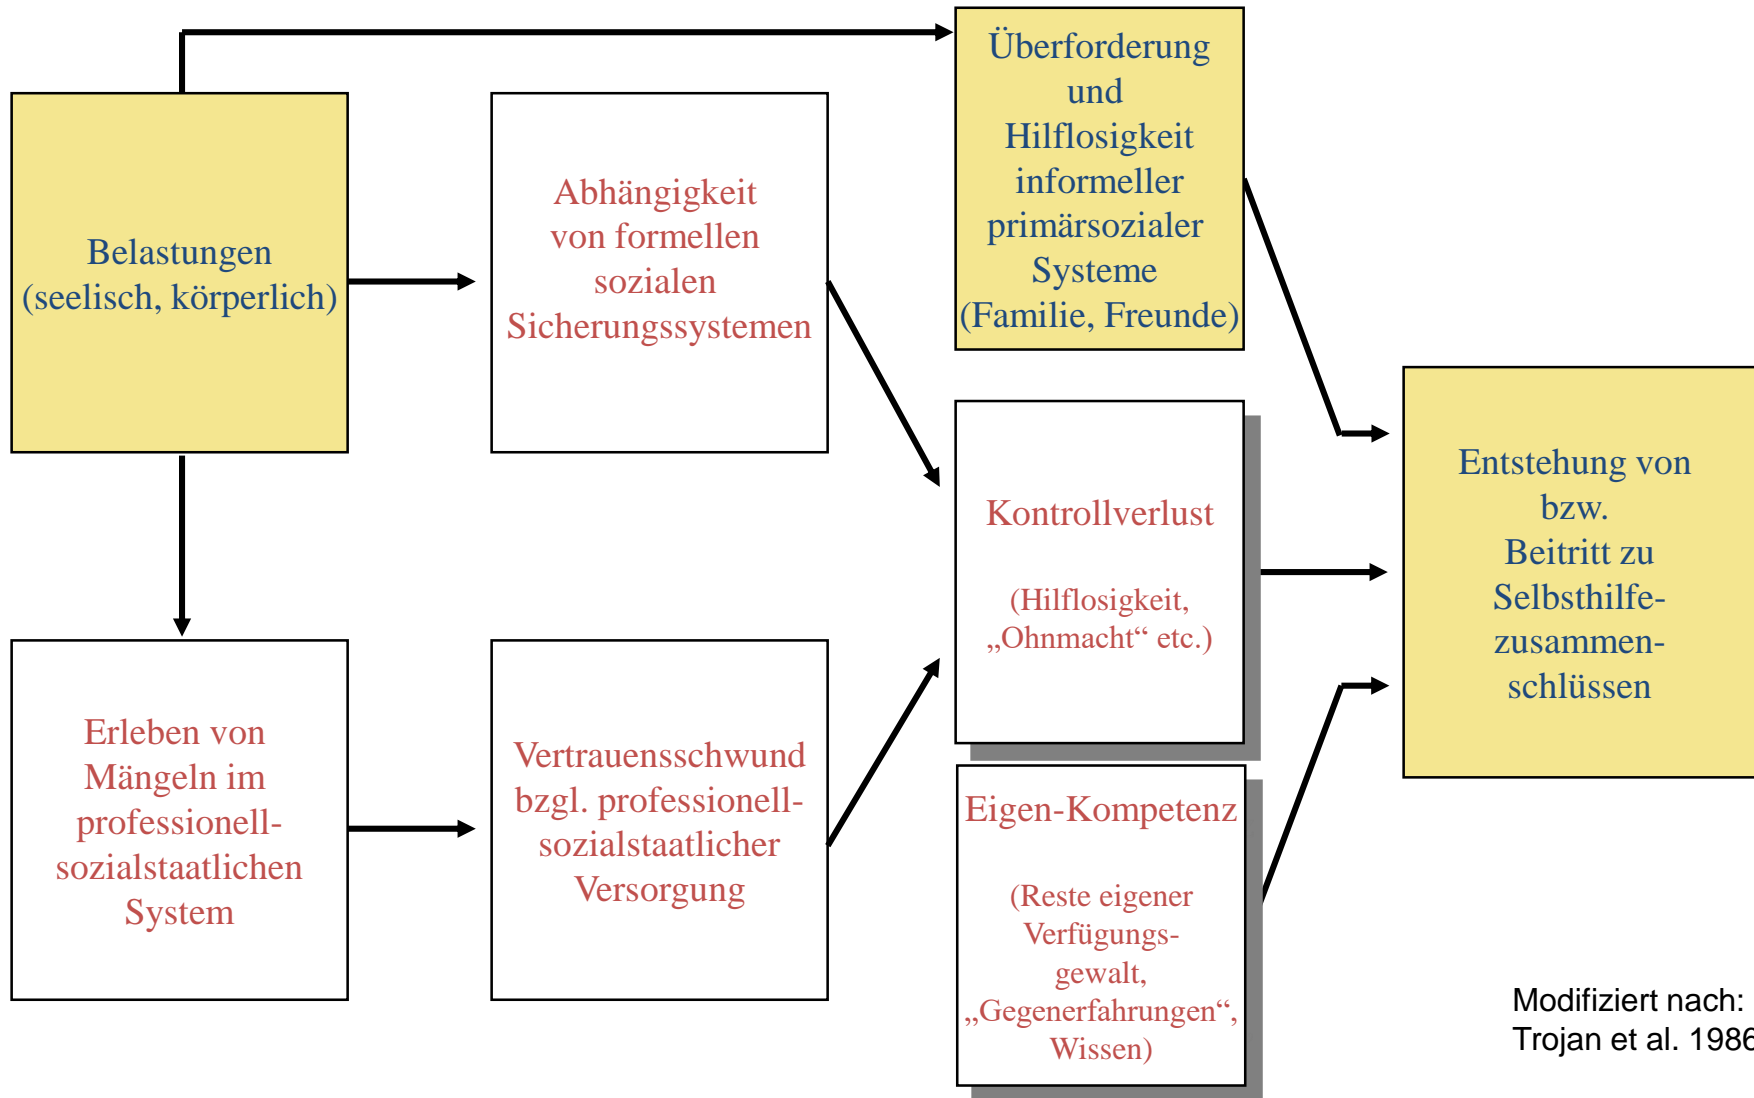 Belastungen
(seelisch, körperlich)
Abhängigkeit
von formellen
sozialen
Sicherungssystemen
Überforderung
und
Hilflosigkeit
informeller
primärsozialer
Systeme
(Familie, Freunde)
Erleben von
Mängeln im
professionell-
sozialstaatlichen
System
Vertrauensschwund
bzgl. professionell-
sozialstaatlicher
Versorgung
Kontrollverlust
(Hilflosigkeit,
„Ohnmacht“ etc.)
Eigen-Kompetenz
(Reste eigener
Verfügungs-
gewalt,
„Gegenerfahrungen“,
Wissen)
Entstehung von
bzw.
Beitritt zu
Selbsthilfe-
zusammen-
schlüssen
Modifiziert nach:
Trojan et al. 1986